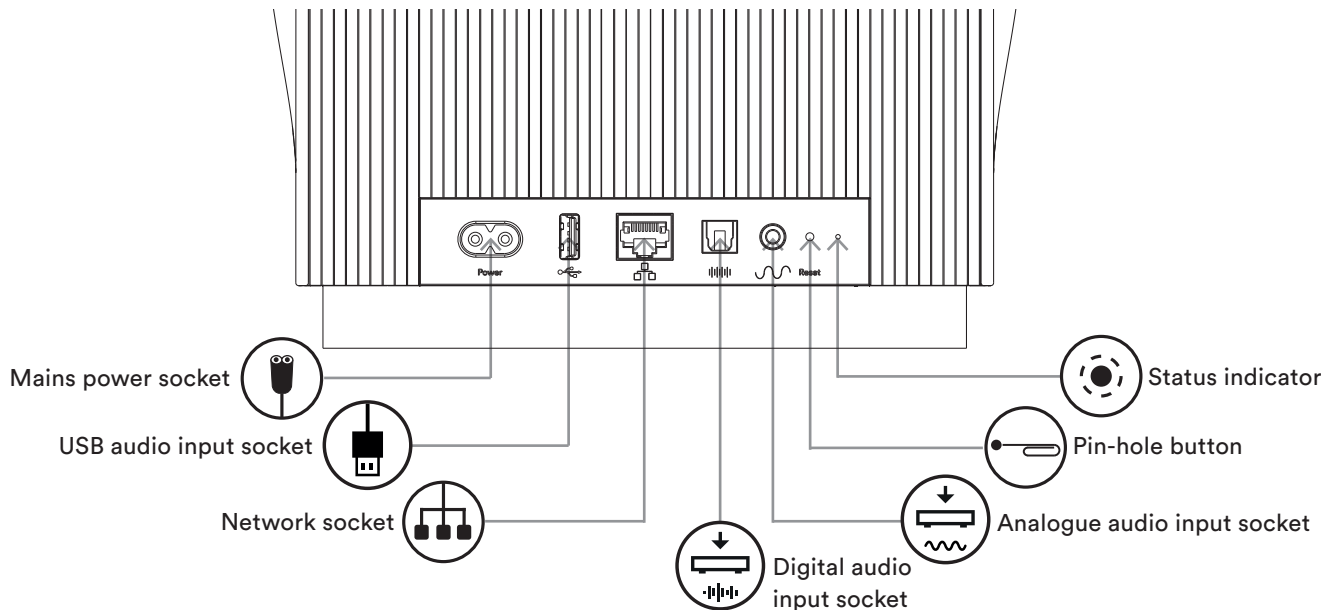 Power
Reset
Mains power socket
Status indicator
USB audio input socket
Pin-hole button
Network socket
Analogue audio input socket
Digital audio
input socket